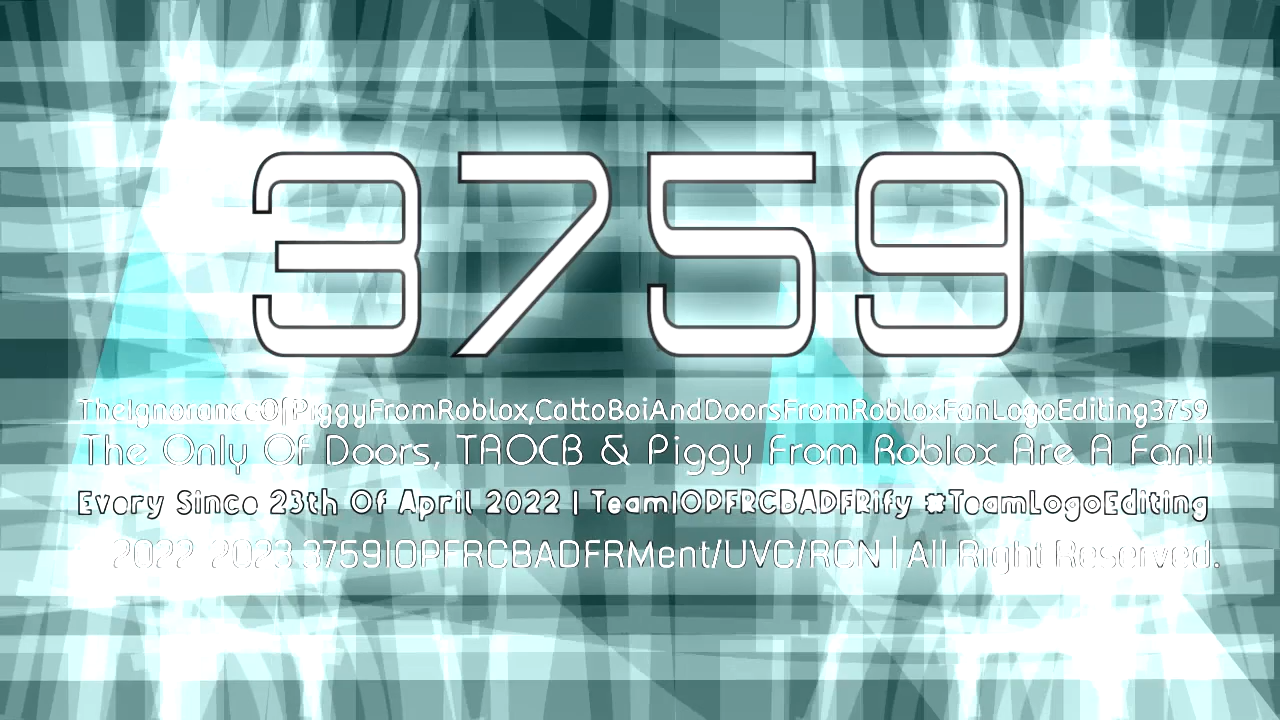 3759
TheIgnoranceOfPiggyFromRoblox,CattoBoiAndDoorsFromRobloxFanLogoEditing3759
The Only Of Doors, TAOCB & Piggy From Roblox Are A Fan!!
Every Since 23th Of April 2022 | TeamIOPFRCBADFRify #TeamLogoEditing
2022-2023 3759IOPFRCBADFRMent/UVC/RCN | All Right Reserved.